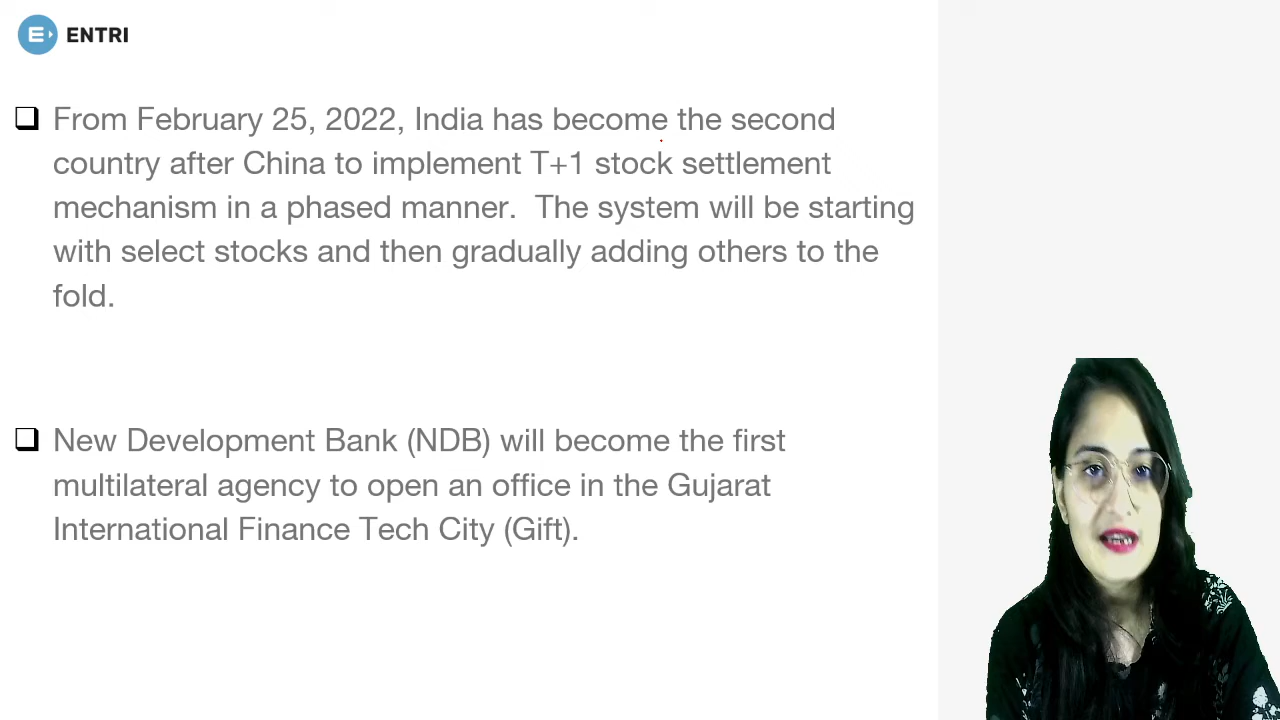 ENTRI
From February 25, 2022, India has become the second
country after China to implement T+1 stock settlement
mechanism in a phased manner.  The system will be starting
with select stocks and then gradually adding others to the
fold.
New Development Bank (NDB) will become the first
multilateral agency to open an office in the Gujarat
International Finance Tech City (Gift).